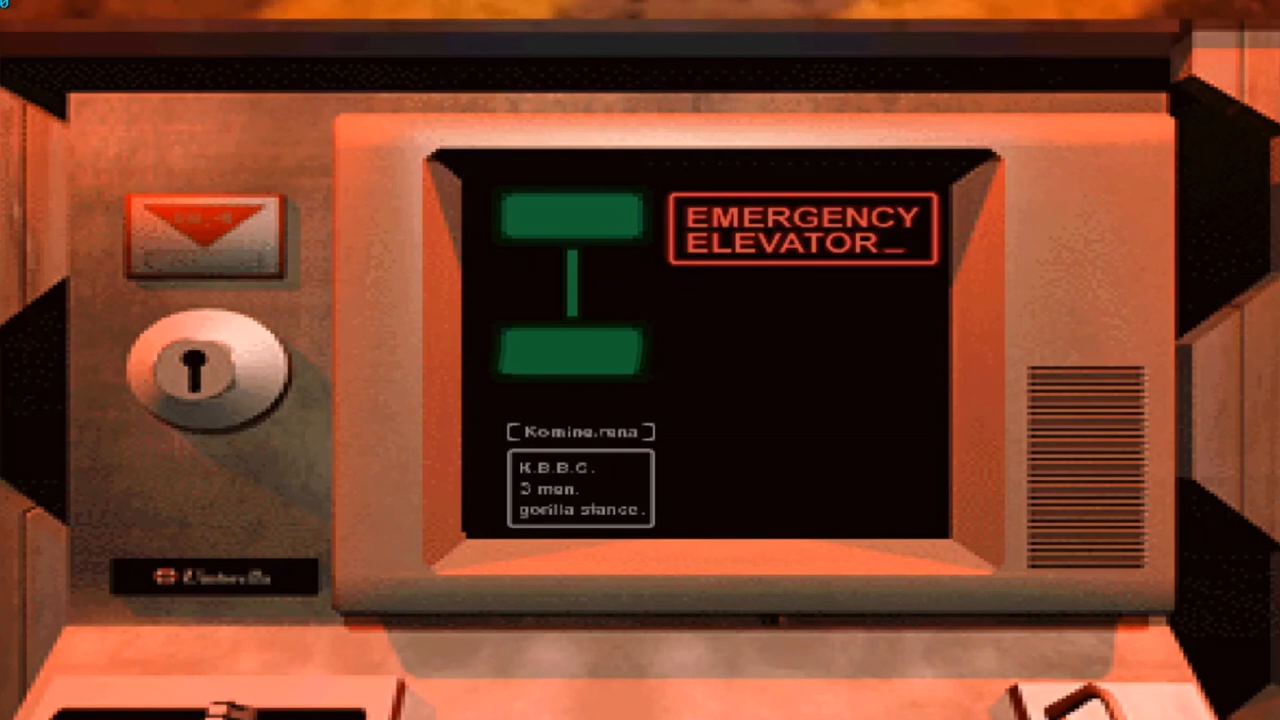 EMERGENCY
ELEVATOR_
[Komine.rena]
K.B.B.C.
3 men.
gorilla stance.